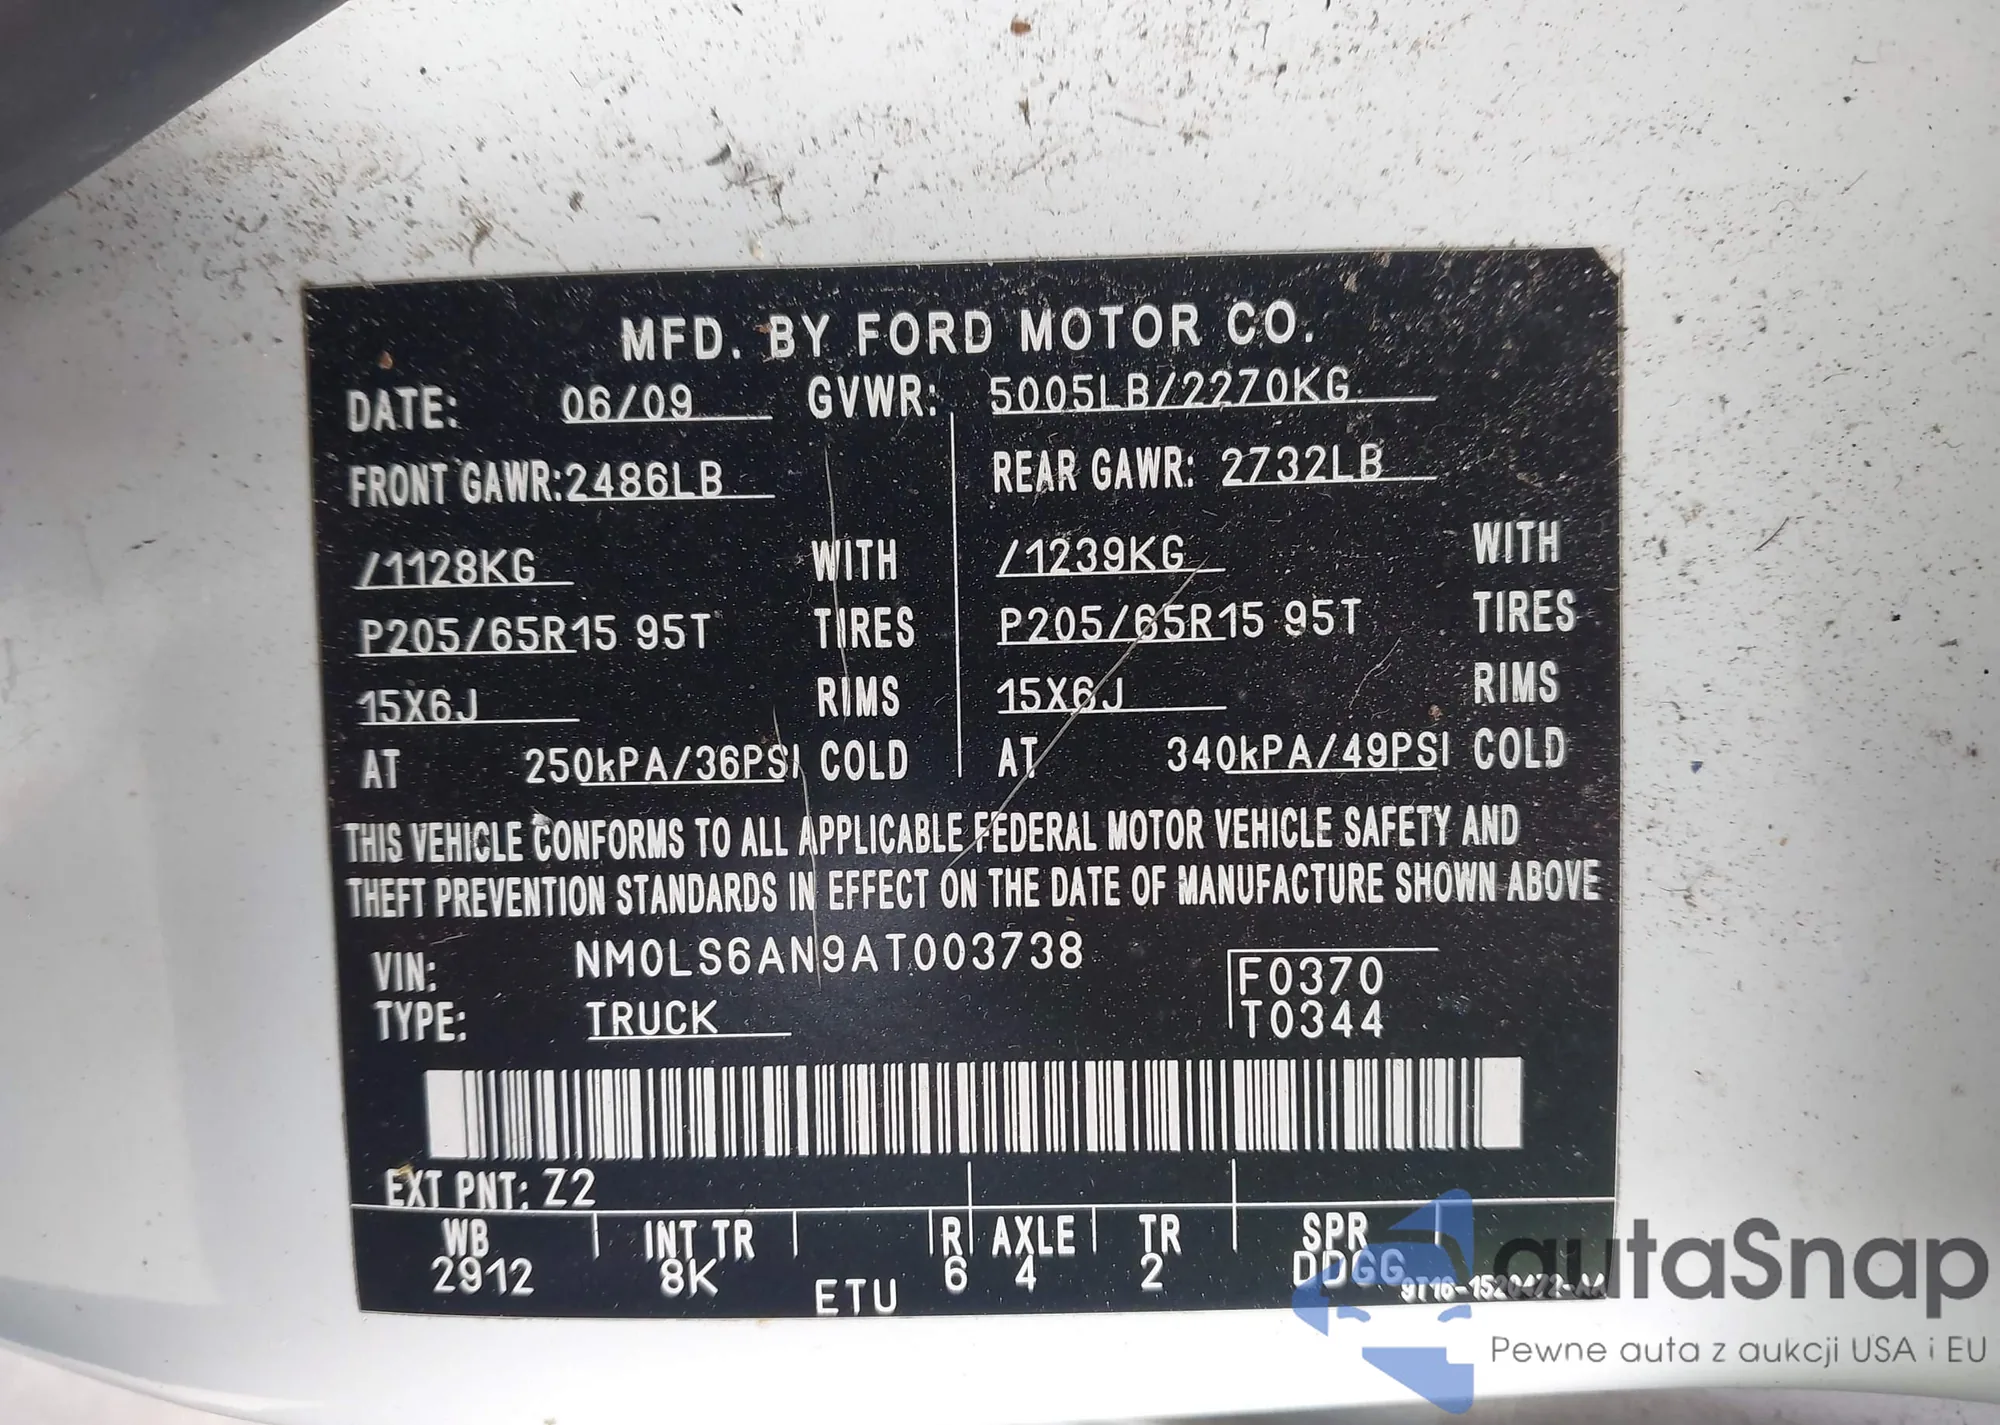 MFD. BY FORD MOTOR CO.
DATE: 06/09 GVWR: 5005LB/2270KG
FRONT GAWR:2486LB REAR GAWR: 2732LB
/1128KG WITH /1239KG WITH
P205/65R15 95T TIRES P205/65R15 95T TIRES
15X6J RIMS 15X6J RIMS
AT 250kPA/36PSI COLD AT 340kPA/49PSI COLD
THIS VEHICLE CONFORMS TO ALL APPLICABLE FEDERAL MOTOR VEHICLE SAFETY AND
THEFT PREVENTION STANDARDS IN EFFECT ON THE DATE OF MANUFACTURE SHOWN ABOVE
VIN: NM0LS6AN9AT003738
F0370
TYPE: TRUCK T0344
EXT PNT: Z2
WB INT TR R AXLE TR SPR
2912 8K ETU 6 4 2 DDGG
autaSnap
Pewne auta z aukcji USA i EU